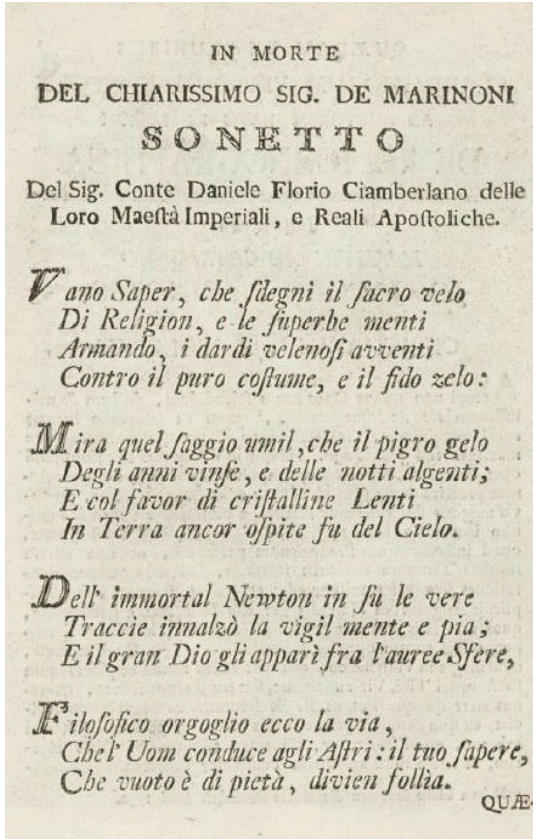 IN MORTE
DEL CHIARISSIMO SIG. DE MARINONI
SONETTO
Del Sig. Conte Daniele Florio Ciamberlano delle
Loro Maeſtà Imperiali, e Reali Apoſtoliche.
Vano Saper, che ſdegni il ſacro velo
Di Religion, e le ſuperbe menti
Armando, i dardi velenoſi avventi
Contro il puro coſtume, e il fido zelo:
Mira quel ſaggio umil, che il pigro gelo
Degli anni vinſe, e delle notti algenti;
E col favor di criſtalline Lenti
In Terra ancor oſpite fu del Cielo.
Dell' immortal Newton in ſu le vere
Traccie innalzò la vigil mente e pia;
E il gran Dio gli apparì fra l'auree Sfere,
Filoſofico orgoglio ecco la via,
Che l' Uom conduce agli Aſtri: il tuo ſapere,
Che vuoto è di pietà, divien follìa.
QUÆ-